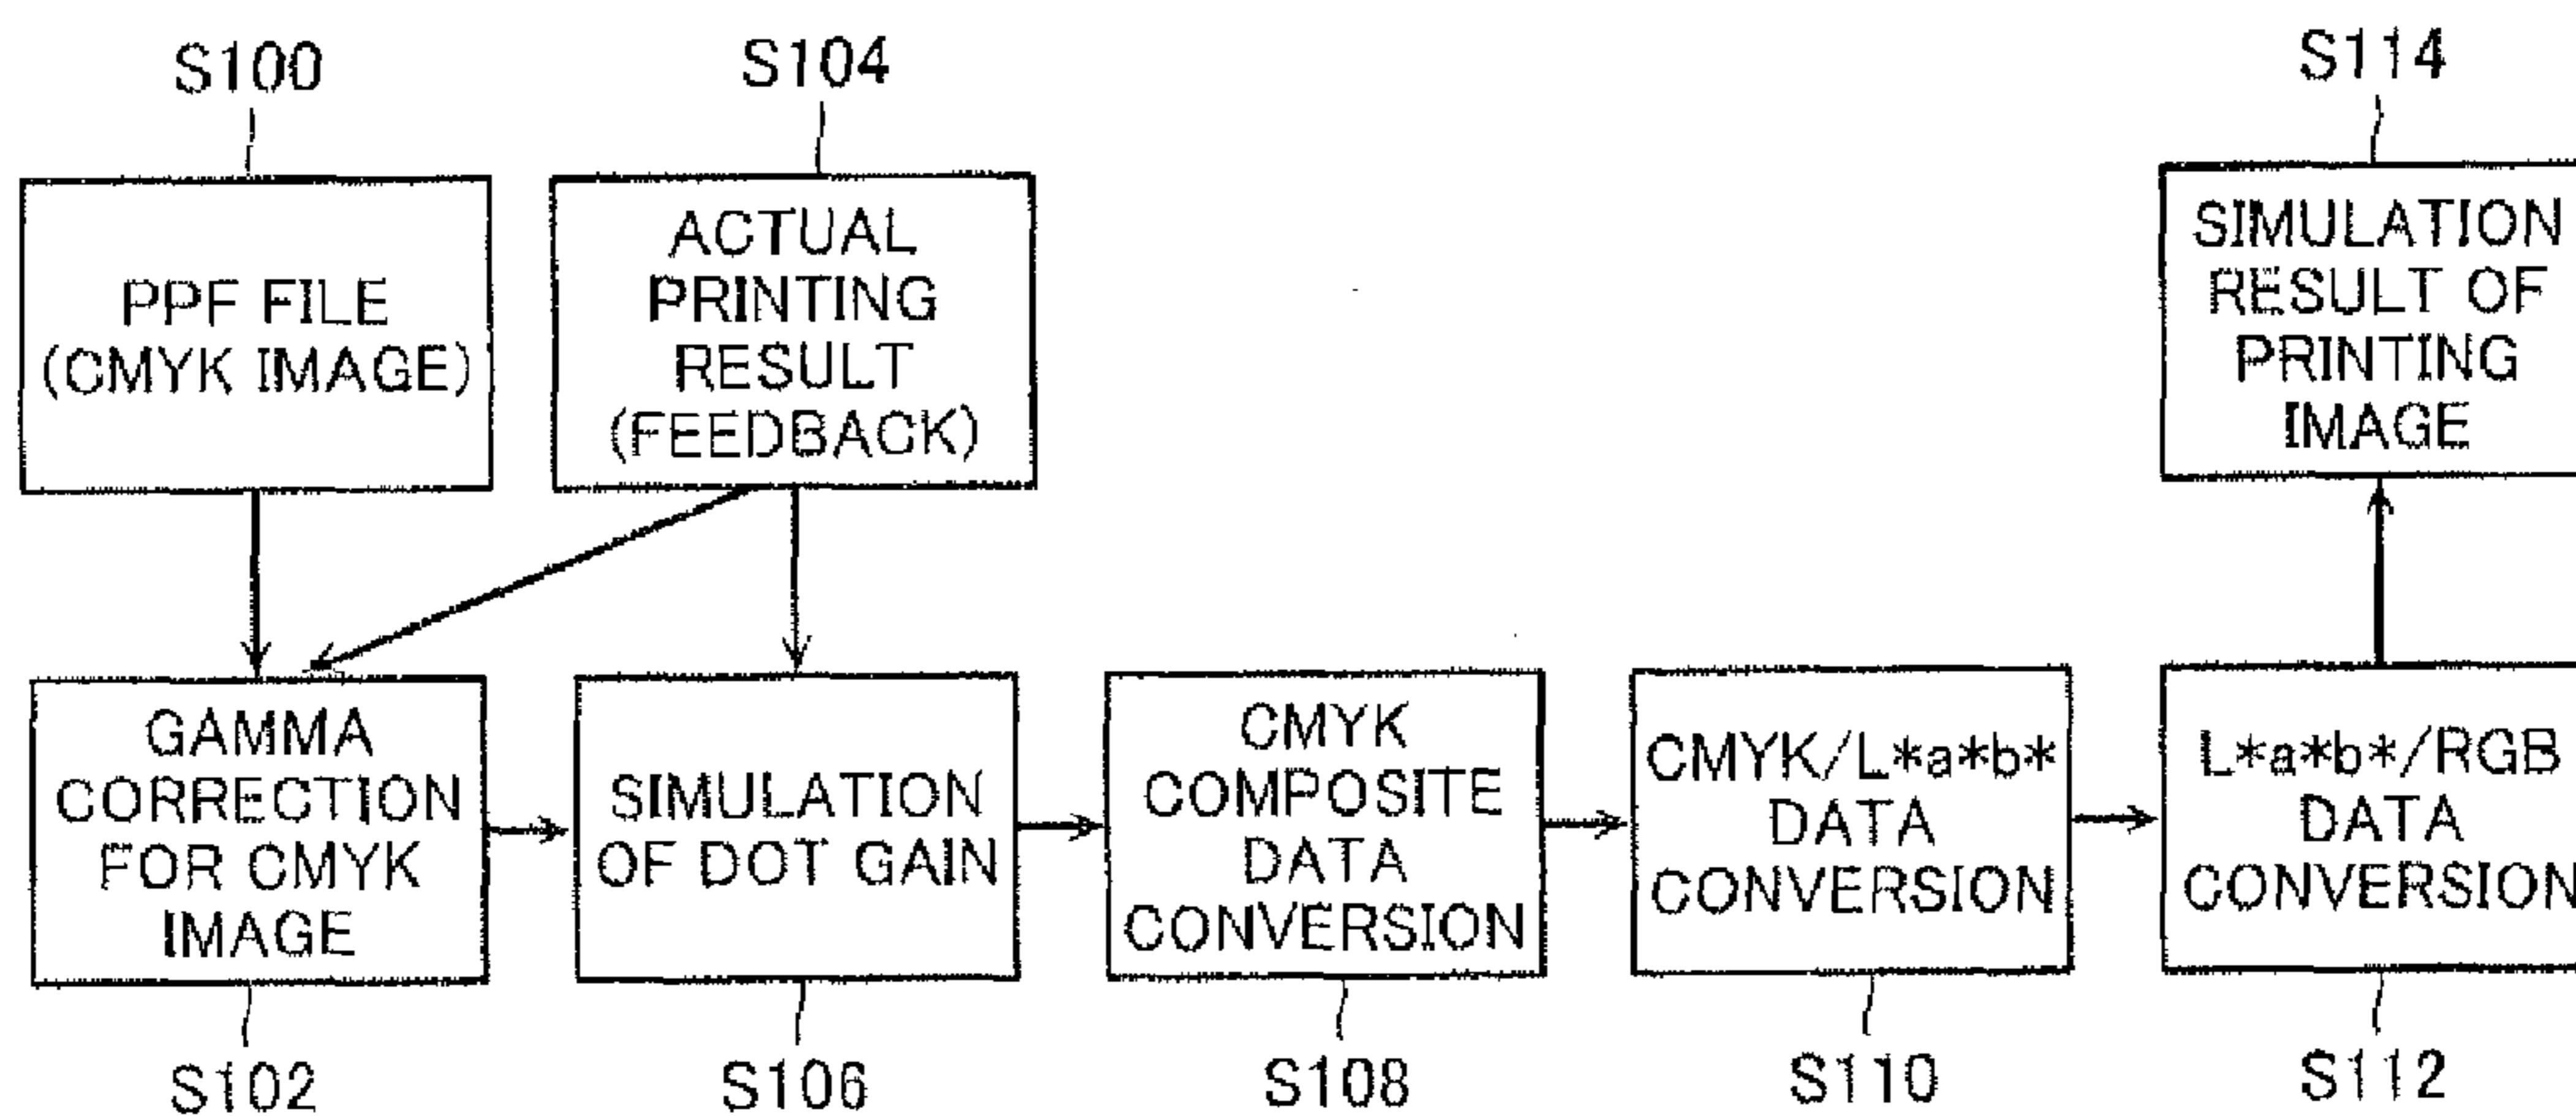 S100
PPF FILE
(CMYK IMAGE)
S104
ACTUAL
PRINTING
RESULT
(FEEDBACK)
S114
SIMULATION
RESULT OF
PRINTING
IMAGE
GAMMA
CORRECTION
FOR CMYK
IMAGE
S102
SIMULATION
OF DOT GAIN
S106
CMYK
COMPOSITE
DATA
CONVERSION
S108
CMYK/L*a*b*
DATA
CONVERSION
S110
L*a*b*/RGB
DATA
CONVERSION
S112